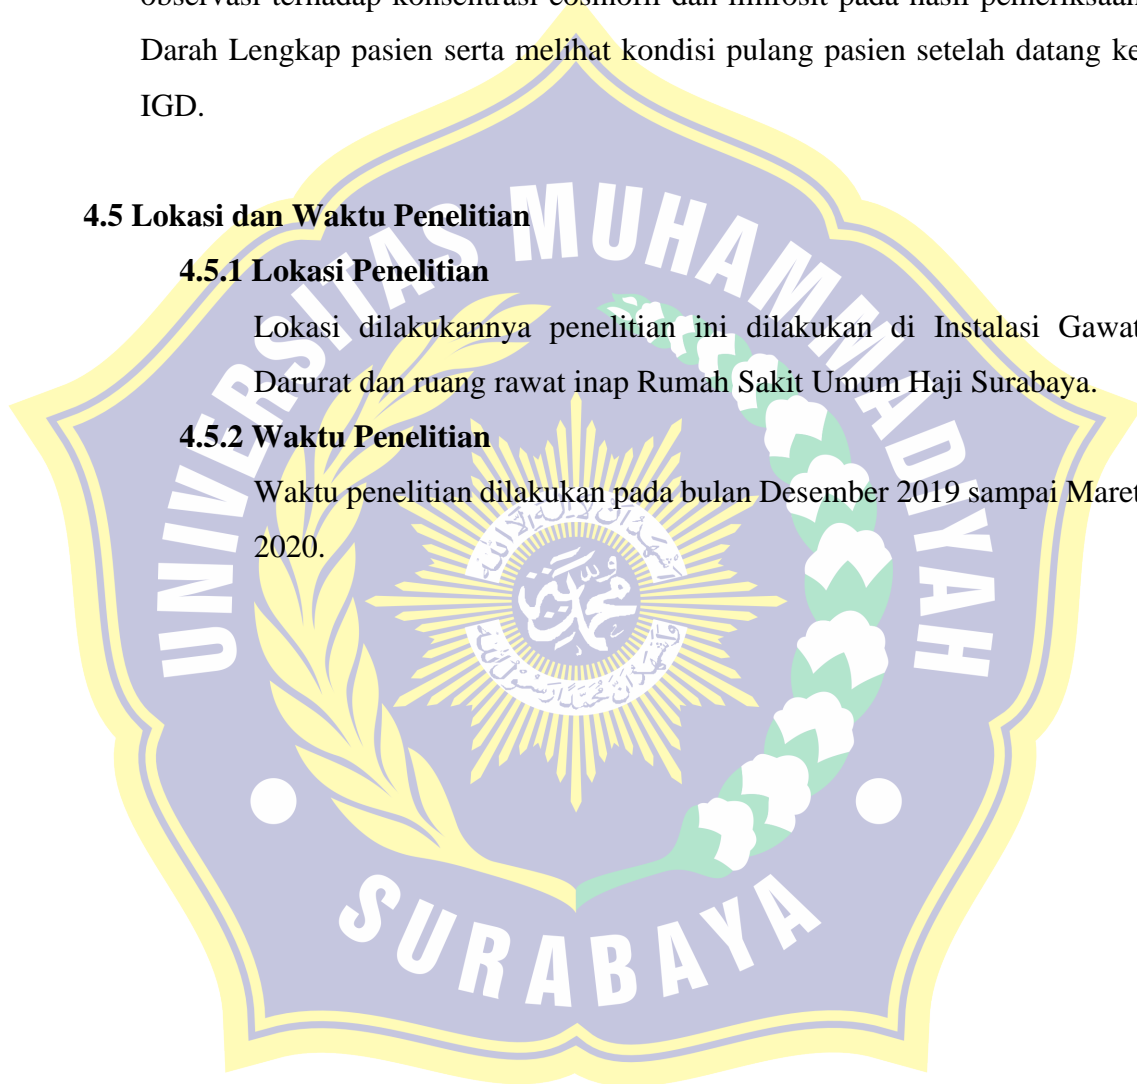 observasi terhadap konsentrasi eosinofil dan limfosit pada hasil pemeriksaan
Darah Lengkap pasien serta melihat kondisi pulang pasien setelah datang ke
IGD.
4.5 Lokasi dan Waktu Penelitian
4.5.1 Lokasi Penelitian
Lokasi dilakukannya penelitian ini dilakukan di Instalasi Gawat
Darurat dan ruang rawat inap Rumah Sakit Umum Haji Surabaya.
4.5.2 Waktu Penelitian
Waktu penelitian dilakukan pada bulan Desember 2019 sampai Maret
2020.
UNIVERSITAS MUHAMMADIYAH
محمدية
SURABAYA